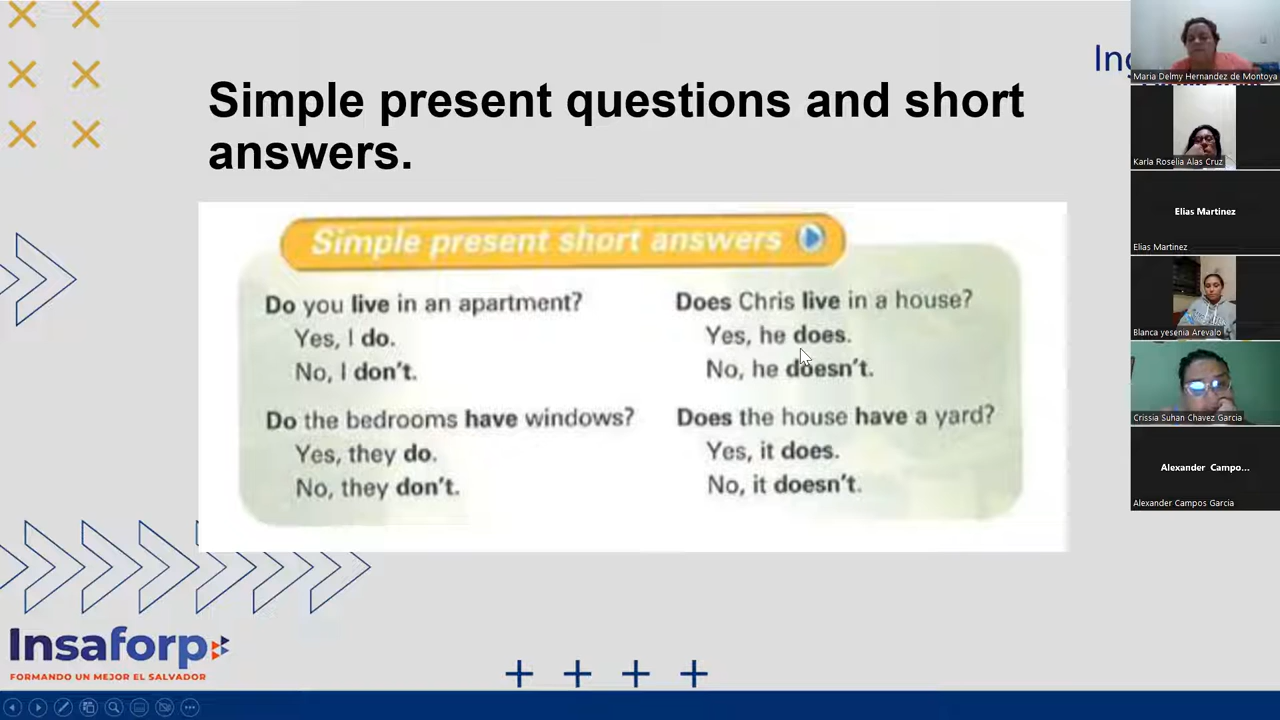 Simple present questions and short
answers.
Simple present short answers
Do you live in an apartment?
Yes, I do.
No, I don't.
Do the bedrooms have windows?
Yes, they do.
No, they don't.
Does Chris live in a house?
Yes, he does.
No, he doesn't.
Does the house have a yard?
Yes, it does.
No, it doesn't.
Insaforp
FORMANDO UN MEJOR EL SALVADOR
Maria Delmy Hernandez de Montoya
Karla Roselia Alas Cruz
Elias Martinez
Elias Martinez
Blanca yesenia Arevalo
Crissia Suhan Chavez Garcia
Alexander Campo...
Alexander Campos Garcia